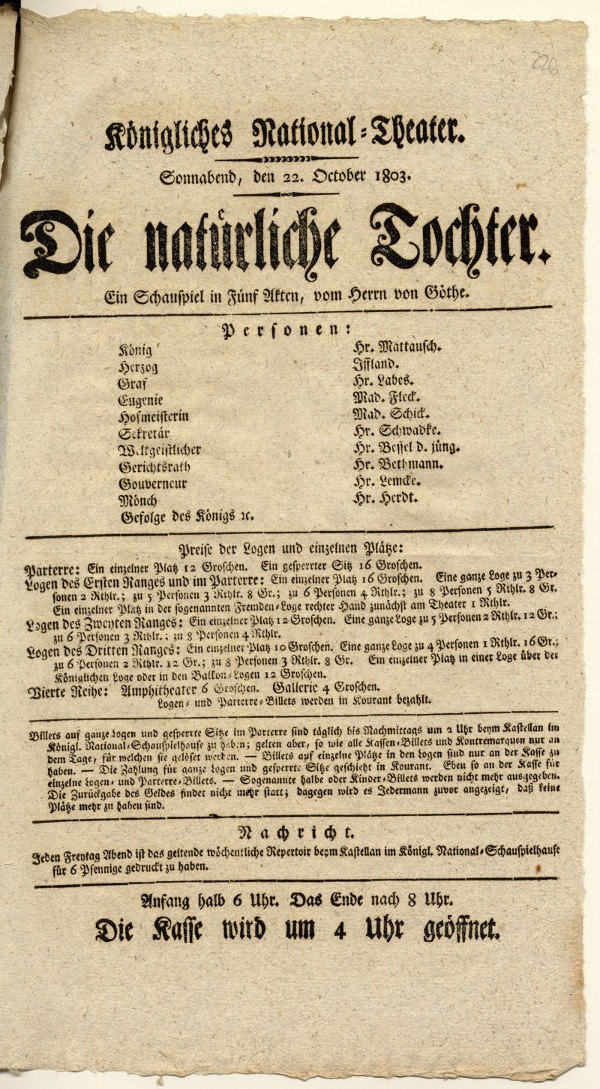 220
Königliches National-Theater.
Sonnabend, den 22. October 1803.
Die natürliche Tochter.
Ein Schauspiel in Fünf Akten, vom Herrn von Göthe.
Personen:
König Hr. Mattausch.
Herzog Iffland.
Graf Hr. Labes.
Eugenie Mad. Fleck.
Hofmeisterin Mad. Schick.
Sekretär Hr. Schwadke.
Weltgeistlicher Hr. Bessel d. jüng.
Gerichtsrath Hr. Bethmann.
Gouverneur Hr. Lemcke.
Mönch Hr. Herdt.
Gefolge des Königs ꝛc.
Preise der Logen und einzelnen Plätze:
Parterre: Ein einzelner Platz 12 Groschen. Ein gesperrter Sitz 16 Groschen.
Logen des Ersten Ranges und im Parterre: Ein einzelner Platz 16 Groschen. Eine ganze Loge zu 3 Per-
sonen 2 Rthlr.; zu 5 Personen 3 Rthlr. 8 Gr.; zu 6 Personen 4 Rthlr.; zu 8 Personen 5 Rthlr. 8 Gr.
Ein einzelner Platz in der sogenannten Fremden-Loge rechter Hand zunächst am Theater 1 Rthlr.
Logen des Zweyten Ranges: Ein einzelner Platz 12 Groschen. Eine ganze Loge zu 5 Personen 2 Rthlr. 12 Gr.;
zu 6 Personen 3 Rthlr.; zu 8 Personen 4 Rthlr.
Logen des Dritten Ranges: Ein einzelner Platz 10 Groschen. Eine ganze Loge zu 4 Personen 1 Rthlr. 16 Gr.;
zu 6 Personen 2 Rthlr. 12 Gr.; zu 8 Personen 3 Rthlr. 8 Gr. Ein einzelner Platz in einer Loge über der
Königlichen Loge oder in den Balkon-Logen 12 Groschen.
Vierte Reihe: Amphitheater 6 Groschen. Gallerie 4 Groschen.
Logen- und Parterre-Billets werden in Kourant bezahlt.
Billets auf ganze Logen und gesperrte Sitze im Parterre sind täglich bis Nachmittags um 2 Uhr beym Kastellan im
Königl. National-Schauspielhause zu haben; gelten aber, so wie alle Kassen-Billets und Kontremarquen nur an
dem Tage, für welchen sie gelöset werden. — Billets auf einzelne Plätze in den Logen sind nur an der Kasse zu
haben. — Die Zahlung für ganze Logen und gesperrte Sitze geschieht in Kourant. Eben so an der Kasse für
einzelne Logen- und Parterre-Billets. — Sogenannte halbe oder Kinder-Billets werden nicht mehr ausgegeben.
Die Zurückgabe des Geldes findet nicht mehr statt; dagegen wird es Jedermann zuvor angezeigt, daß keine
Plätze mehr zu haben sind.
Nachricht.
Jeden Freytag Abend ist das geltende wöchentliche Repertoir beym Kastellan im Königl. National-Schauspielhause
für 6 Pfennige gedruckt zu haben.
Anfang halb 6 Uhr. Das Ende nach 8 Uhr.
Die Kasse wird um 4 Uhr geöffnet.